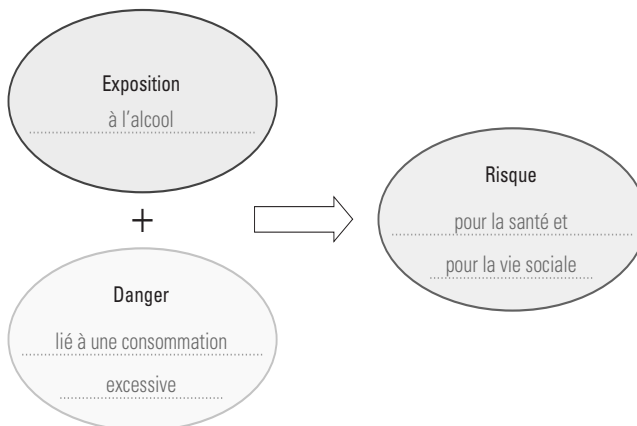 Exposition
à l'alcool
+
Danger
lié à une consommation
excessive
Risque
pour la santé et
pour la vie sociale